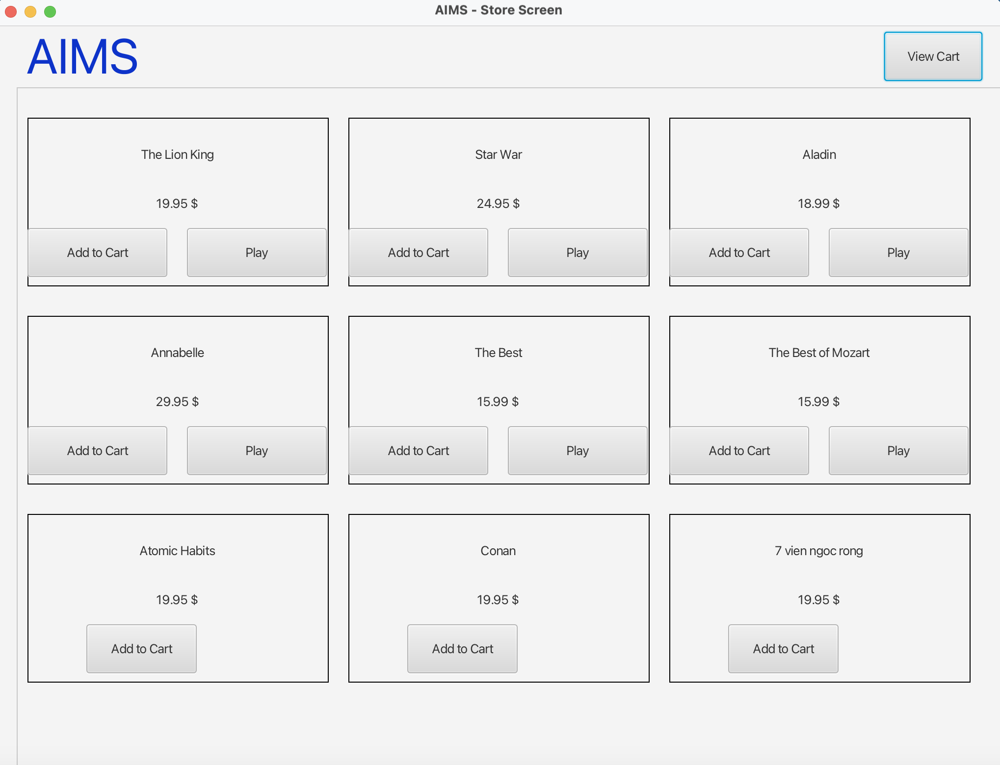 AIMS - Store Screen
AIMS
View Cart
The Lion King
19.95 $
Add to Cart
Play
Star War
24.95 $
Add to Cart
Play
Aladin
18.99 $
Add to Cart
Play
Annabelle
29.95 $
Add to Cart
Play
The Best
15.99 $
Add to Cart
Play
The Best of Mozart
15.99 $
Add to Cart
Play
Atomic Habits
19.95 $
Add to Cart
Conan
19.95 $
Add to Cart
7 vien ngoc rong
19.95 $
Add to Cart